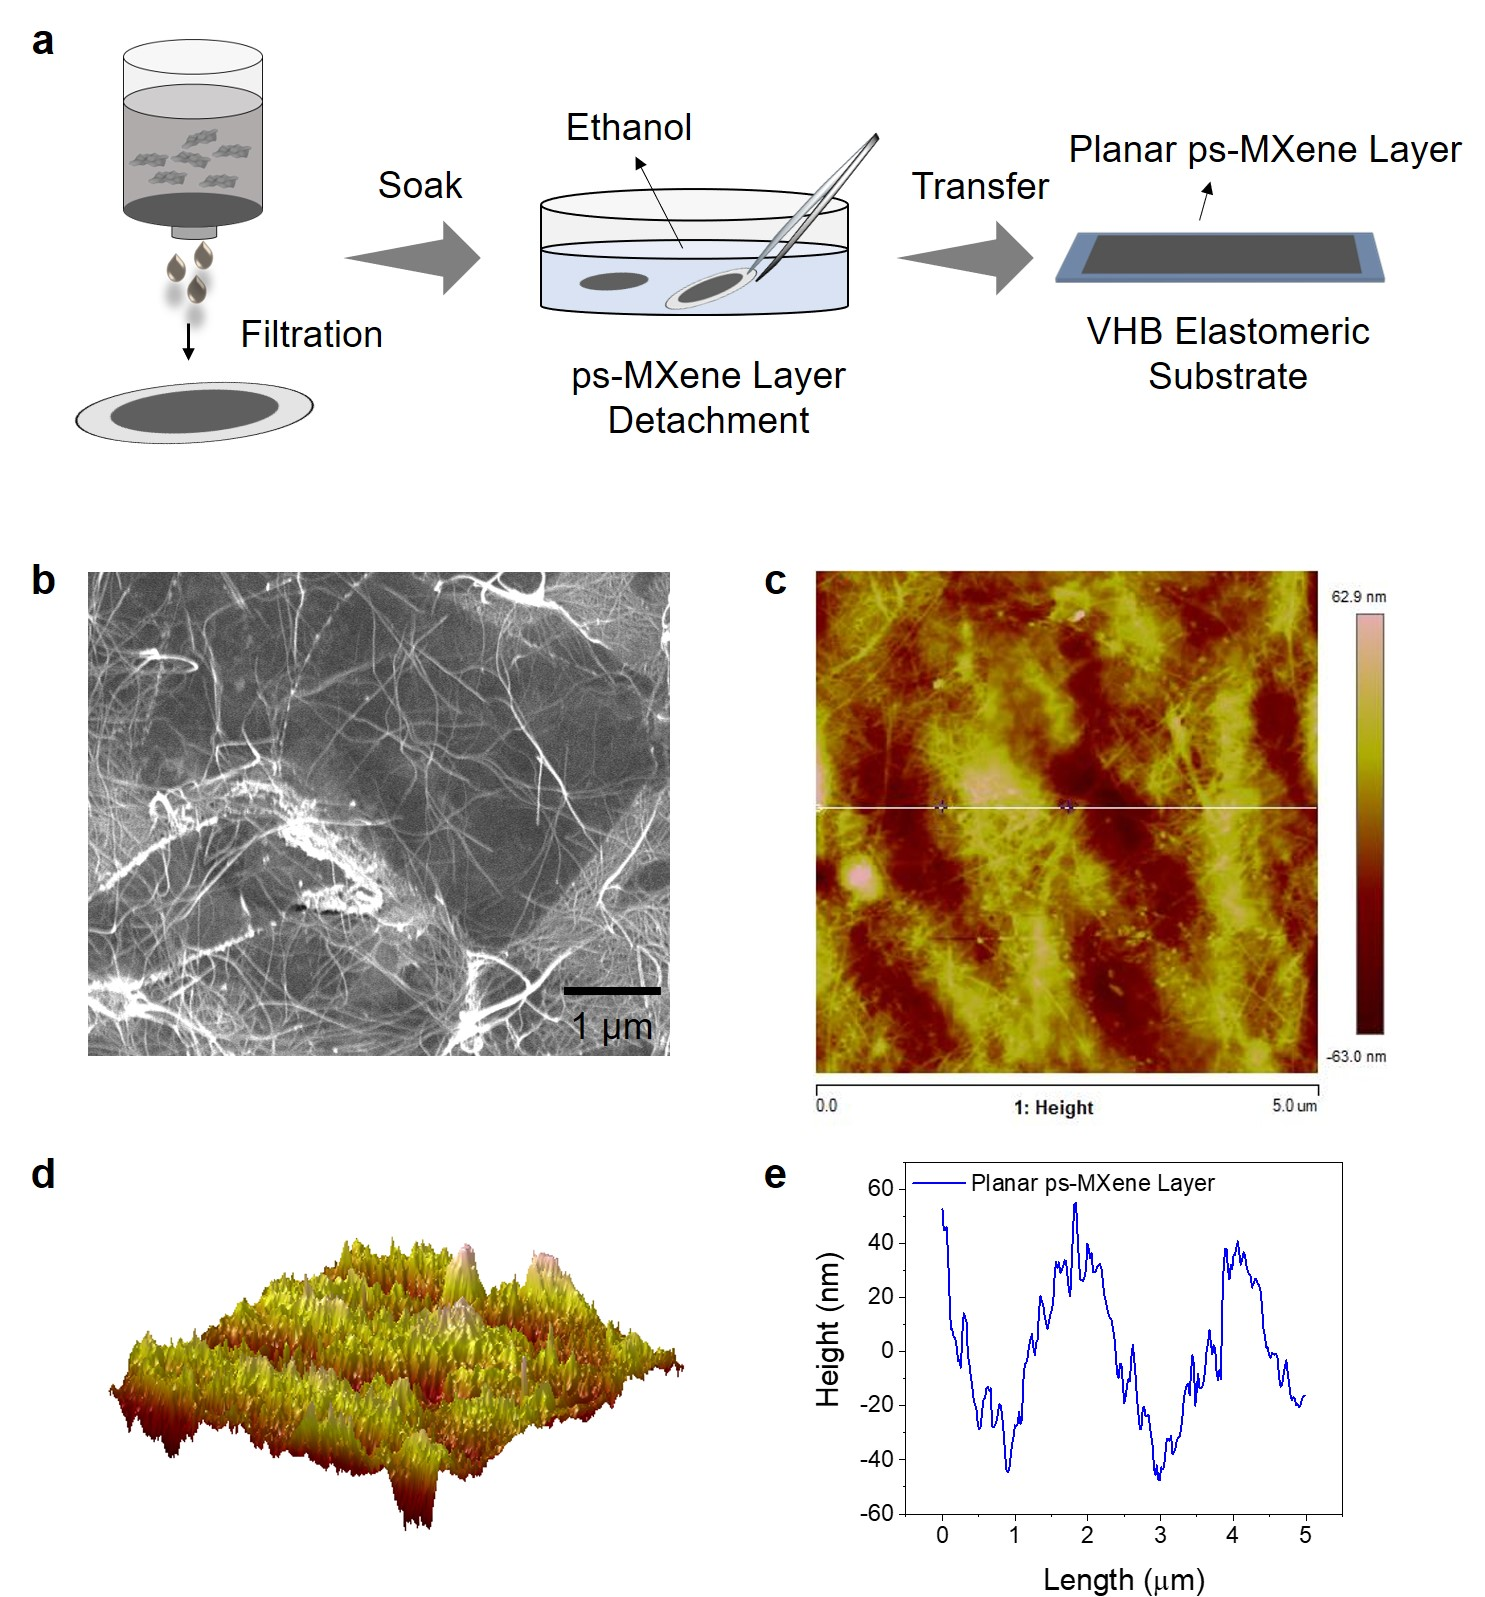 a
Ethanol
Soak
Transfer
Planar ps-MXene Layer
Filtration
ps-MXene Layer
Detachment
VHB Elastomeric
Substrate
b
1 μm
c
62.9 nm
-63.0 nm
0.0
1: Height
5.0 um
d
e
Planar ps-MXene Layer
Height (nm)
60
40
20
0
-20
-40
-60
0 1 2 3 4 5
Length (μm)